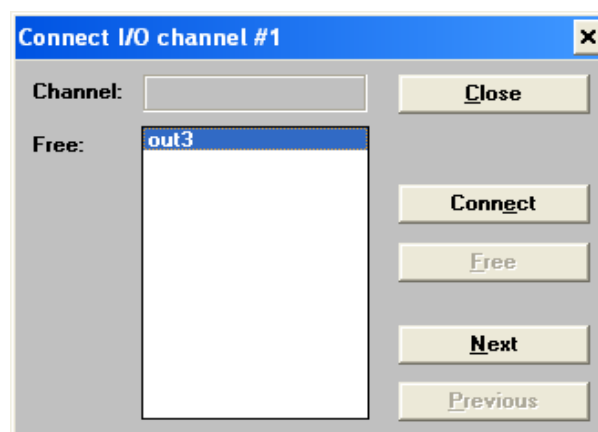 Connect I/O channel #1
Channel:
Close
Free:
out3
Connect
Free
Next
Previous